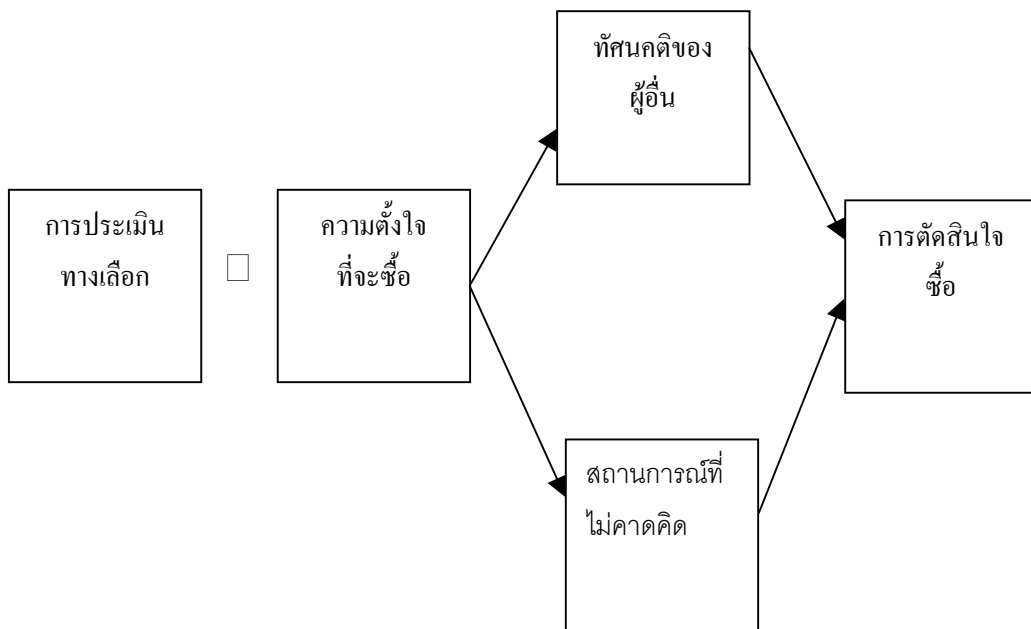 ทัศนคติของ
ผู้อื่น
การประเมิน
ทางเลือก
ความตั้งใจ
ที่จะซื้อ
การตัดสินใจ
ซื้อ
สถานการณ์ที่
ไม่คาดคิด